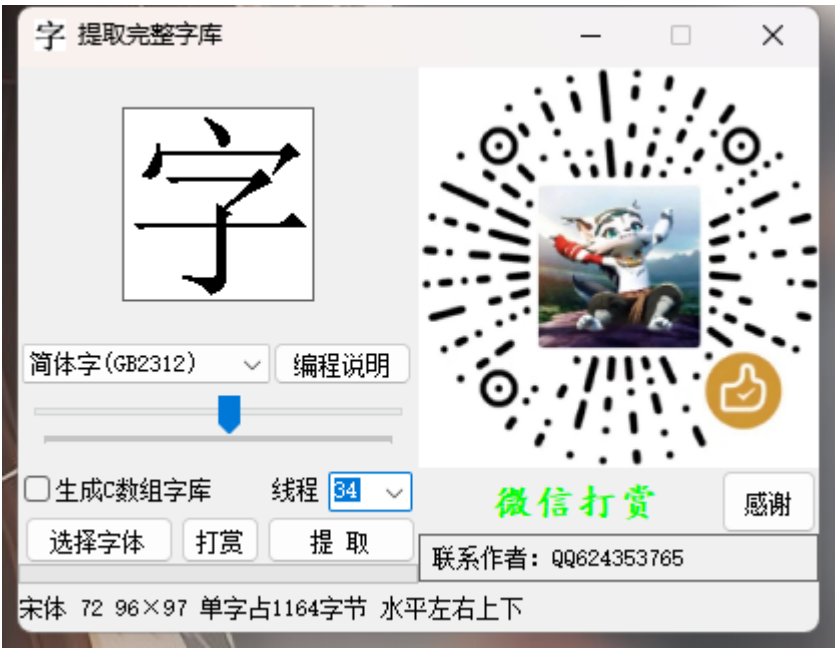 字 提取完整字库
字
简体字(GB2312) 编程说明
生成C数组字库 线程 34
选择字体 打赏 提 取
微信打赏 感谢
联系作者：QQ624353765
宋体 72 96×97 单字占1164字节 水平左右上下